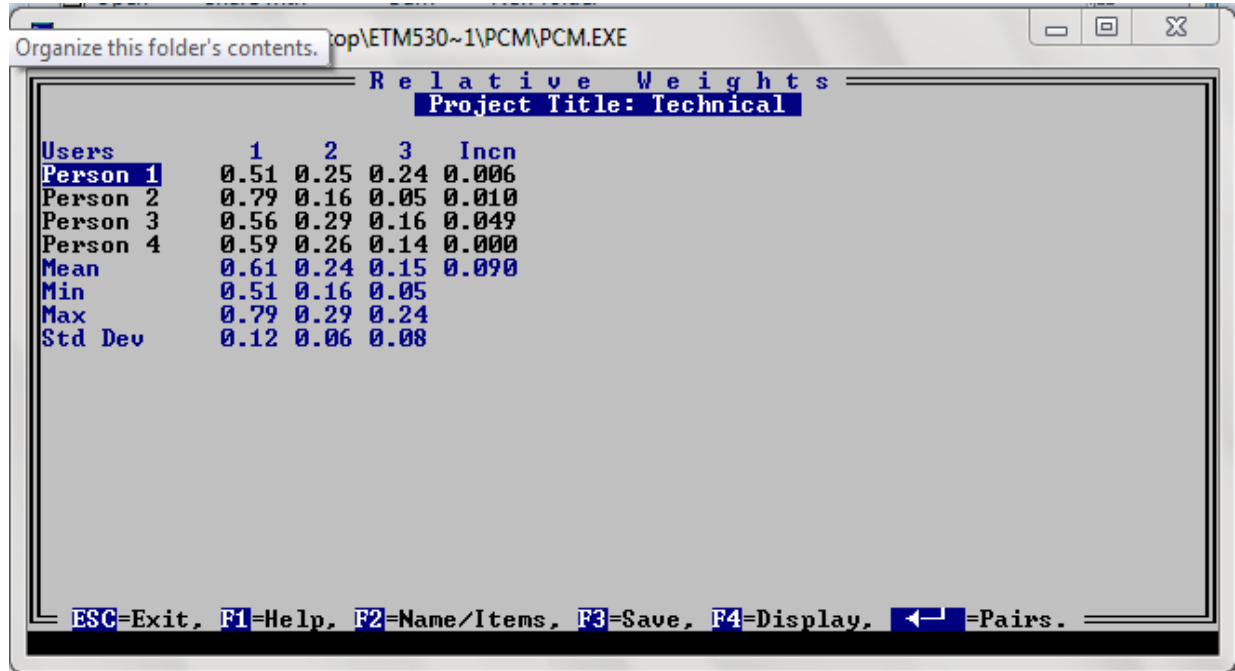 Organize this folder's contents.
top\ETM530~1\PCM\PCM.EXE
Relative Weights
Project Title: Technical
Users 1 2 3 Incn
Person 1 0.51 0.25 0.24 0.006
Person 2 0.79 0.16 0.05 0.010
Person 3 0.56 0.29 0.16 0.049
Person 4 0.59 0.26 0.14 0.000
Mean 0.61 0.24 0.15 0.090
Min 0.51 0.16 0.05
Max 0.79 0.29 0.24
Std Dev 0.12 0.06 0.08
ESC=Exit, F1=Help, F2=Name/Items, F3=Save, F4=Display, ◄─┘ =Pairs.